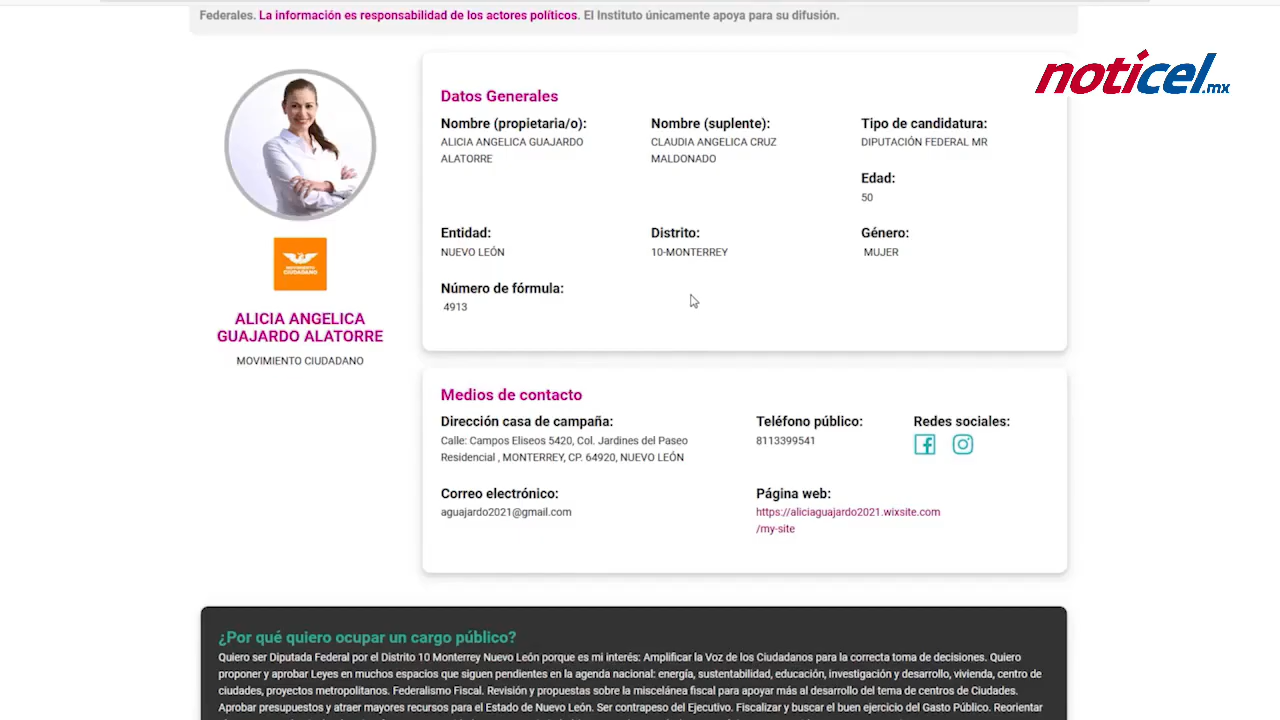 Federales. La información es responsabilidad de los actores políticos. El Instituto únicamente apoya para su difusión.
noticel.mx
Datos Generales
Nombre (propietaria/o):
ALICIA ANGELICA GUAJARDO
ALATORRE
Nombre (suplente):
CLAUDIA ANGELICA CRUZ
MALDONADO
Tipo de candidatura:
DIPUTACIÓN FEDERAL MR
Edad:
50
Entidad:
NUEVO LEÓN
Distrito:
10-MONTERREY
Género:
MUJER
Número de fórmula:
4913
MOVIMIENTO
CIUDADANO
ALICIA ANGELICA
GUAJARDO ALATORRE
MOVIMIENTO CIUDADANO
Medios de contacto
Dirección casa de campaña:
Calle: Campos Eliseos 5420, Col. Jardines del Paseo
Residencial , MONTERREY, CP. 64920, NUEVO LEÓN
Teléfono público:
8113399541
Redes sociales:
Correo electrónico:
aguajardo2021@gmail.com
Página web:
https://aliciaguajardo2021.wixsite.com
/my-site
¿Por qué quiero ocupar un cargo público?
Quiero ser Diputada Federal por el Distrito 10 Monterrey Nuevo León porque es mi interés: Amplificar la Voz de los Ciudadanos para la correcta toma de decisiones. Quiero
proponer y aprobar Leyes en muchos espacios que siguen pendientes en la agenda nacional: energía, sustentabilidad, educación, investigación y desarrollo, vivienda, centro de
ciudades, proyectos metropolitanos. Federalismo Fiscal. Revisión y propuestas sobre la miscelánea fiscal para apoyar más al desarrollo del tema de centros de Ciudades.
Aprobar presupuestos y atraer mayores recursos para el Estado de Nuevo León. Ser contrapeso del Ejecutivo. Fiscalizar y buscar el buen ejercicio del Gasto Público. Reorientar